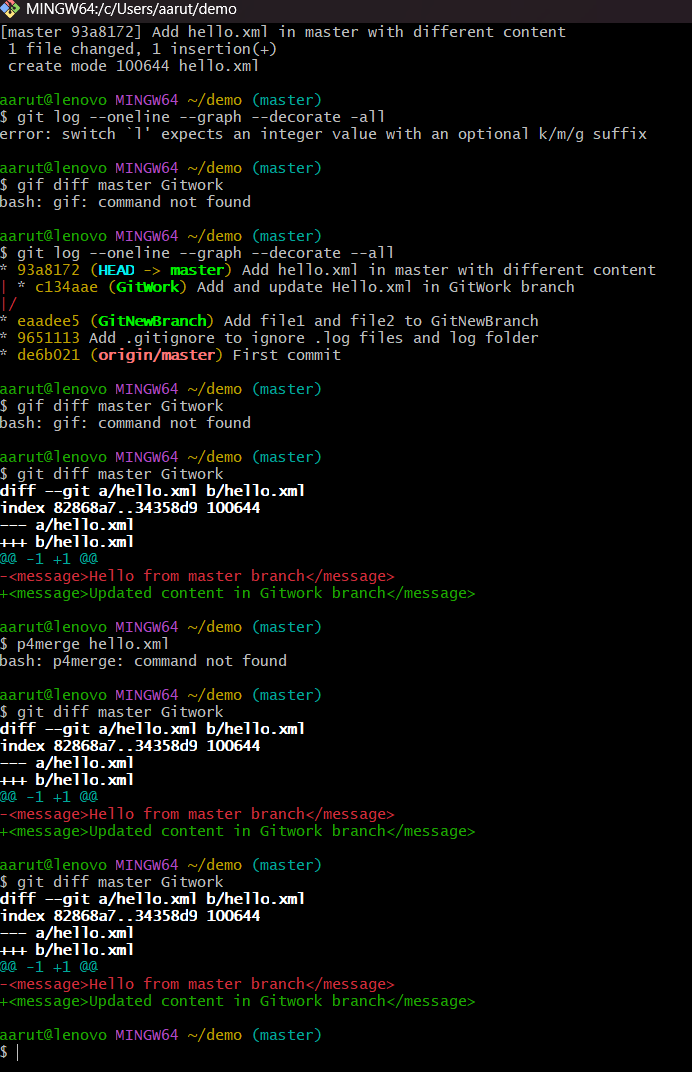 MINGW64:/c/Users/aarut/demo
[master 93a8172] Add hello.xml in master with different content
 1 file changed, 1 insertion(+)
 create mode 100644 hello.xml

aarut@lenovo MINGW64 ~/demo (master)
$ git log --oneline --graph --decorate -all
error: switch `l' expects an integer value with an optional k/m/g suffix

aarut@lenovo MINGW64 ~/demo (master)
$ gif diff master Gitwork
bash: gif: command not found

aarut@lenovo MINGW64 ~/demo (master)
$ git log --oneline --graph --decorate --all
* 93a8172 (HEAD -> master) Add hello.xml in master with different content
| * c134aae (GitWork) Add and update Hello.xml in GitWork branch
|/
* eaadee5 (GitNewBranch) Add file1 and file2 to GitNewBranch
* 9651113 Add .gitignore to ignore .log files and log folder
* de6b021 (origin/master) First commit

aarut@lenovo MINGW64 ~/demo (master)
$ gif diff master Gitwork
bash: gif: command not found

aarut@lenovo MINGW64 ~/demo (master)
$ git diff master Gitwork
diff --git a/hello.xml b/hello.xml
index 82868a7..34358d9 100644
--- a/hello.xml
+++ b/hello.xml
@@ -1 +1 @@
-<message>Hello from master branch</message>
+<message>Updated content in Gitwork branch</message>

aarut@lenovo MINGW64 ~/demo (master)
$ p4merge hello.xml
bash: p4merge: command not found

aarut@lenovo MINGW64 ~/demo (master)
$ git diff master Gitwork
diff --git a/hello.xml b/hello.xml
index 82868a7..34358d9 100644
--- a/hello.xml
+++ b/hello.xml
@@ -1 +1 @@
-<message>Hello from master branch</message>
+<message>Updated content in Gitwork branch</message>

aarut@lenovo MINGW64 ~/demo (master)
$ git diff master Gitwork
diff --git a/hello.xml b/hello.xml
index 82868a7..34358d9 100644
--- a/hello.xml
+++ b/hello.xml
@@ -1 +1 @@
-<message>Hello from master branch</message>
+<message>Updated content in Gitwork branch</message>

aarut@lenovo MINGW64 ~/demo (master)
$